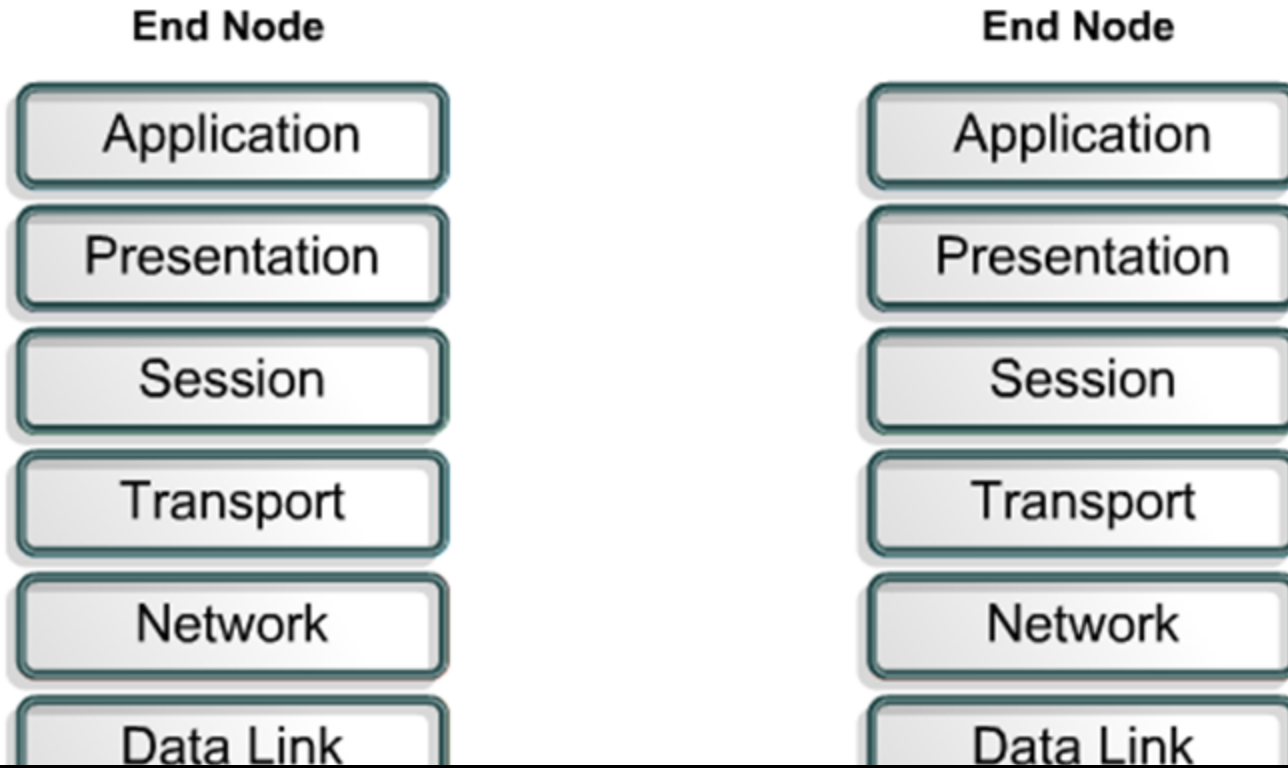 End Node
Application
Presentation
Session
Transport
Network
Data Link
End Node
Application
Presentation
Session
Transport
Network
Data Link